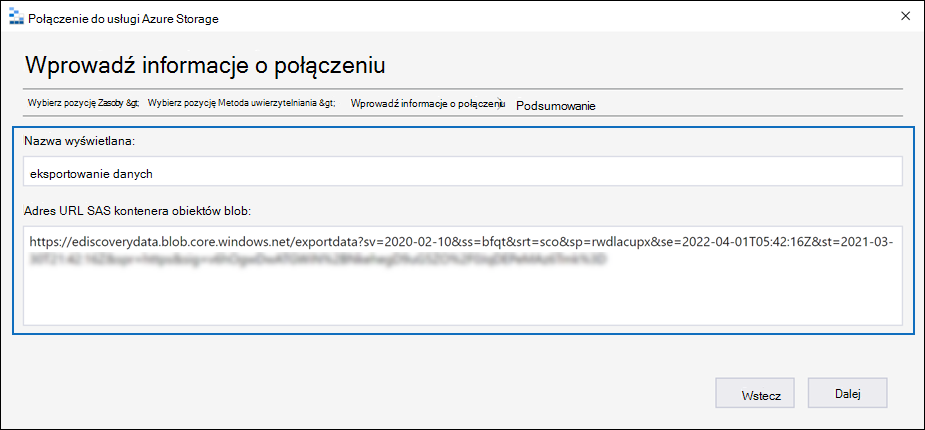 Połączenie do usługi Azure Storage
Wprowadź informacje o połączeniu
Wybierz pozycję Zasoby &gt; Wybierz pozycję Metoda uwierzytelniania &gt; Wprowadź informacje o połączeniu Podsumowanie
Nazwa wyświetlana:
eksportowanie danych
Adres URL SAS kontenera obiektów blob:
https://ediscoverydata.blob.core.windows.net/exportdata?sv=2020-02-10&ss=bfqt&srt=sco&sp=rwdlacupx&se=2022-04-01T05:42:16Z&st=2021-03-
Wstecz Dalej